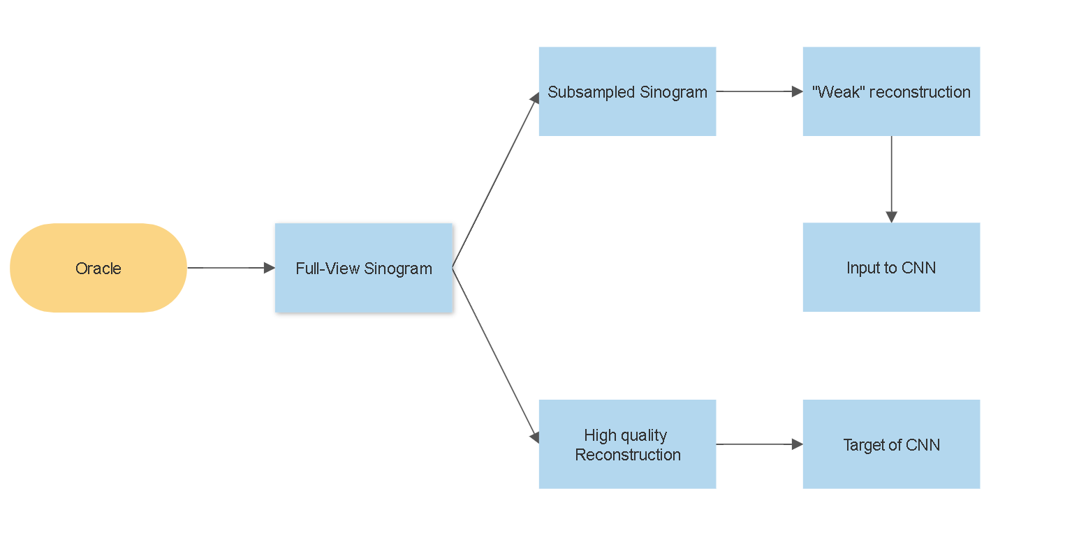 Subsampled Sinogram
"Weak" reconstruction
Oracle
Full-View Sinogram
Input to CNN
High quality
Reconstruction
Target of CNN